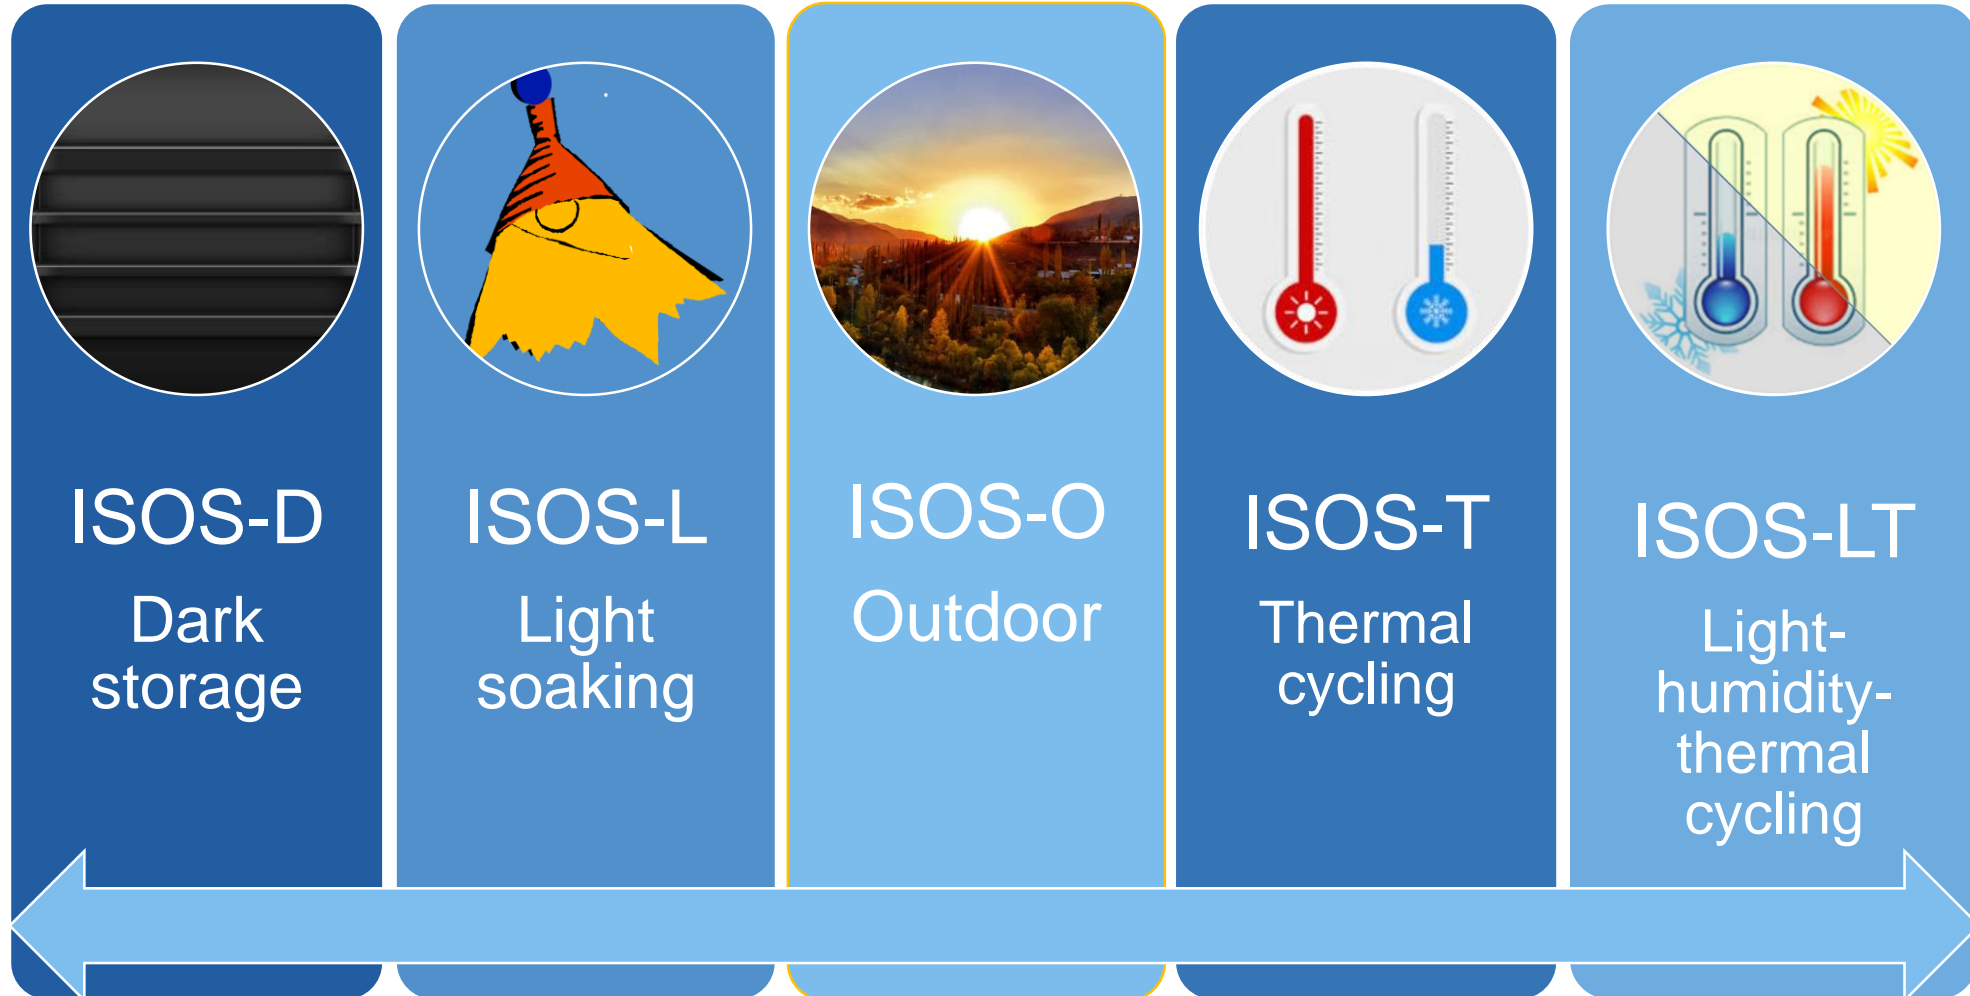 ISOS-D
Dark
storage
ISOS-L
Light
soaking
ISOS-O
Outdoor
ISOS-T
Thermal
cycling
ISOS-LT
Light-
humidity-
thermal
cycling